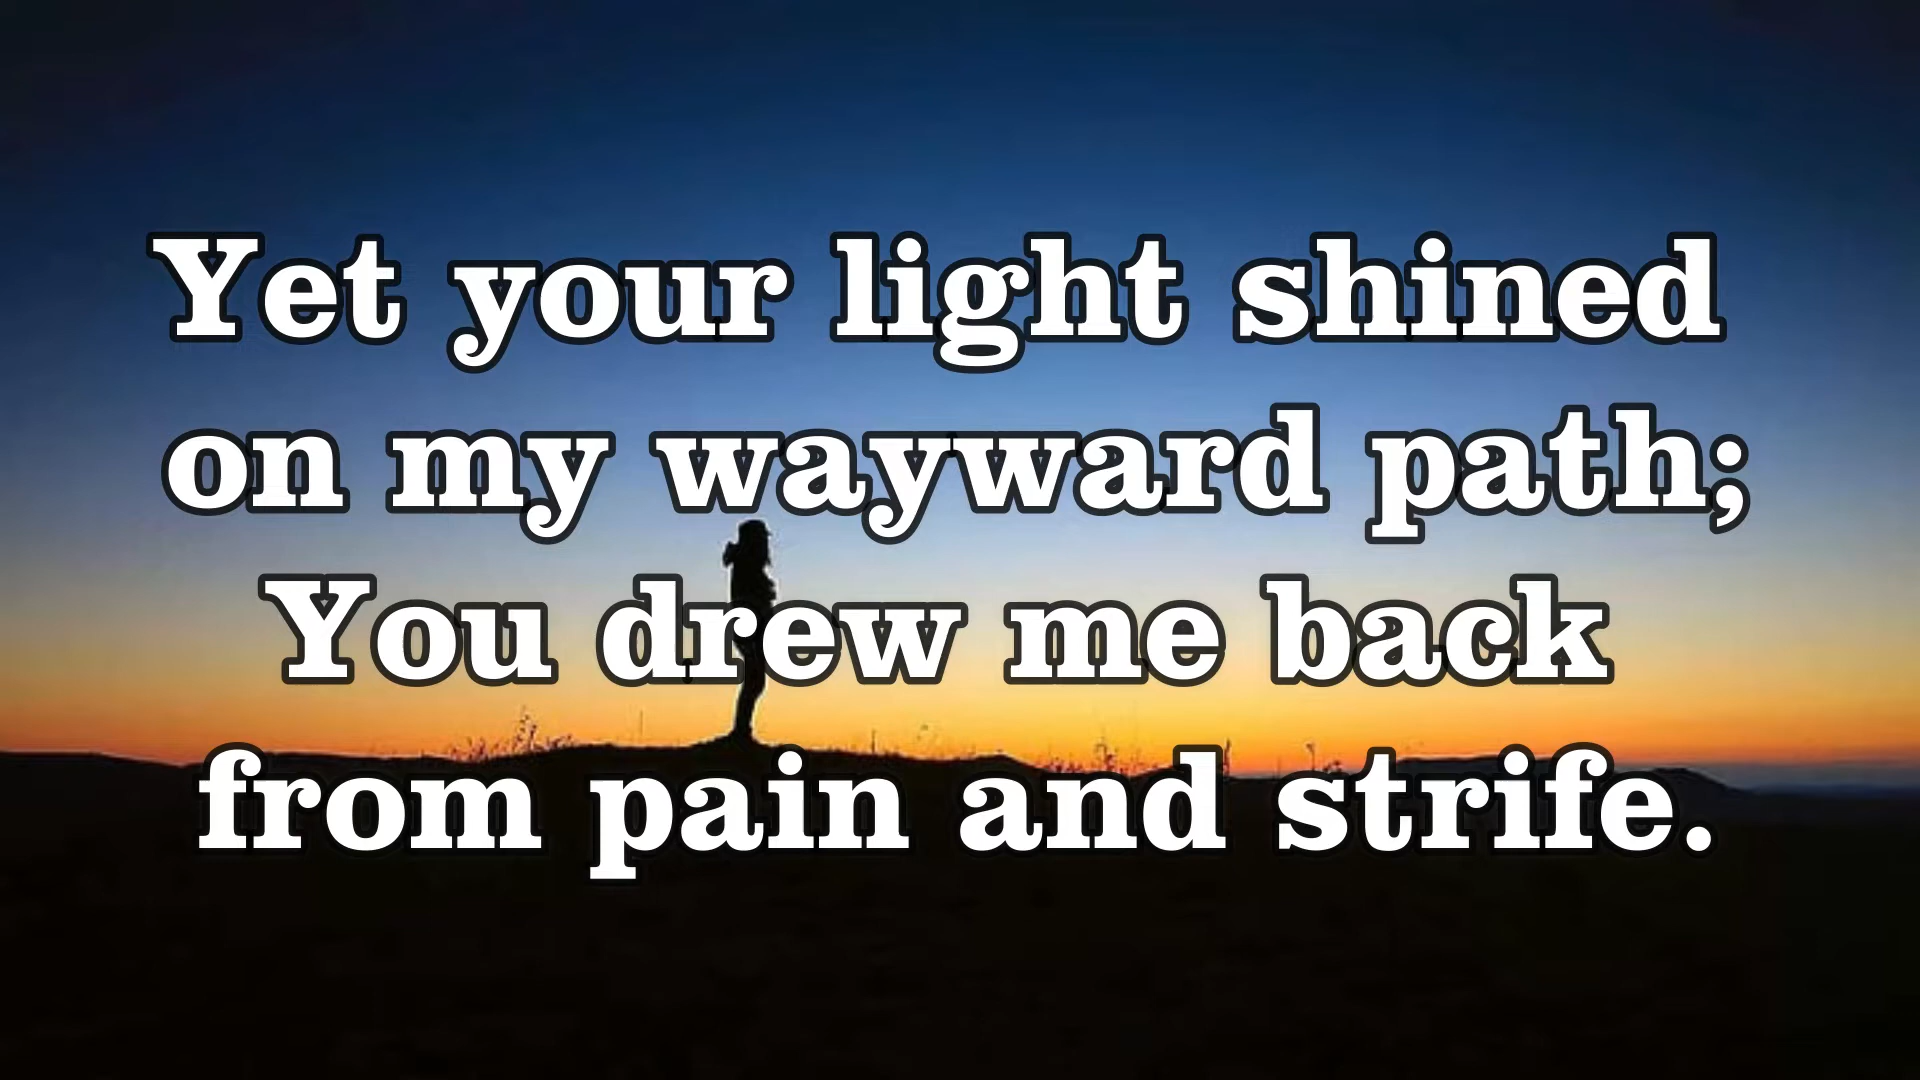 Yet your light shined
on my wayward path;
You drew me back
from pain and strife.